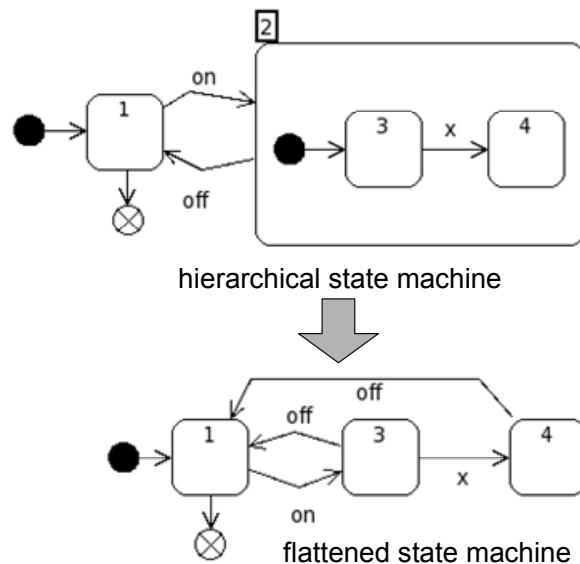 2
on
1
3
x
4
off
hierarchical state machine
off
off
1
3
4
x
on
flattened state machine